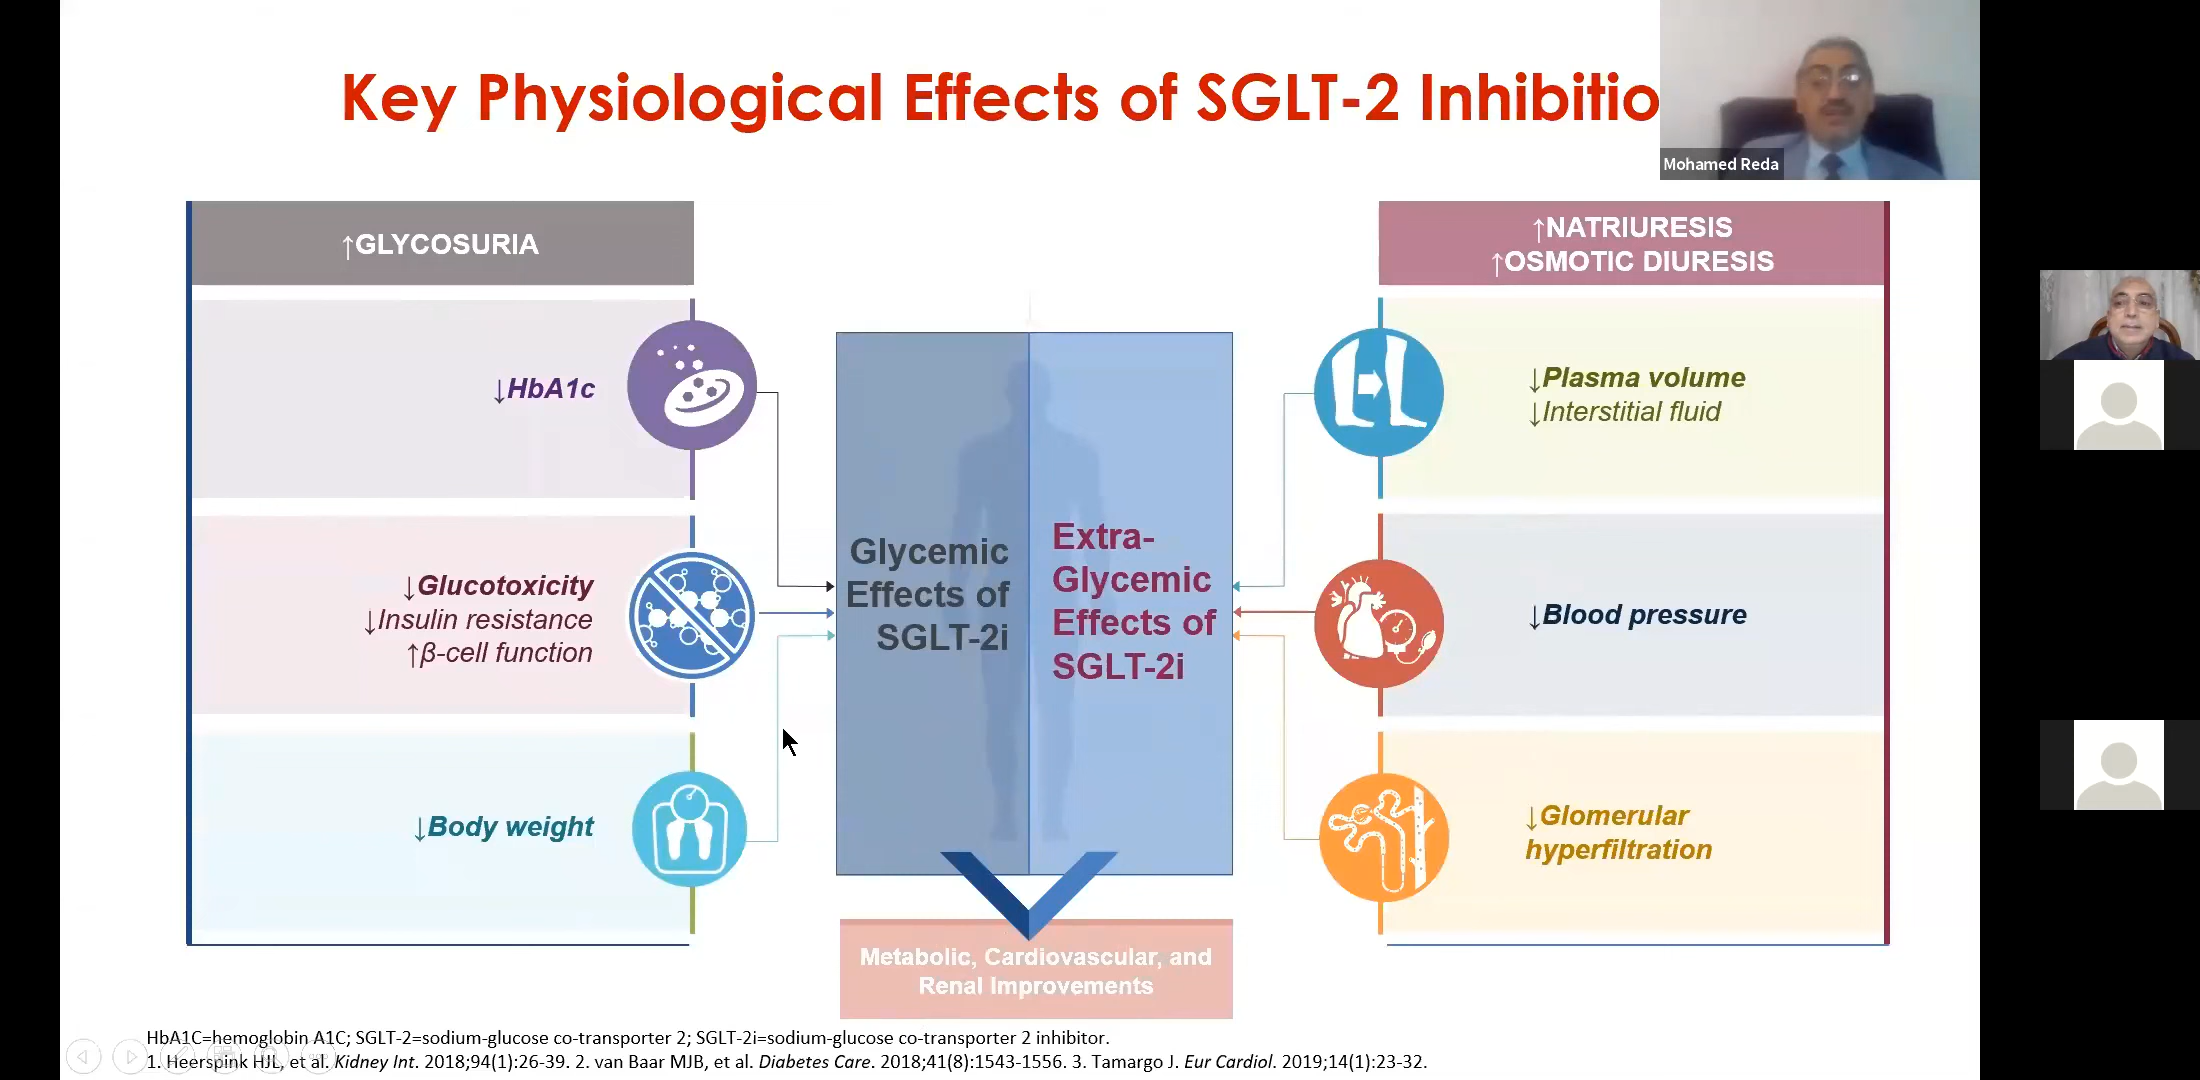 Key Physiological Effects of SGLT-2 Inhibitio
Mohamed Reda
↑GLYCOSURIA
↓HbA1c
↓Glucotoxicity
↓Insulin resistance
↑β-cell function
↓Body weight
Glycemic
Effects of
SGLT-2i
Extra-
Glycemic
Effects of
SGLT-2i
↑NATRIURESIS
↑OSMOTIC DIURESIS
↓Plasma volume
↓Interstitial fluid
↓Blood pressure
↓Glomerular
hyperfiltration
Metabolic, Cardiovascular, and
Renal Improvements
HbA1C=hemoglobin A1C; SGLT-2=sodium-glucose co-transporter 2; SGLT-2i=sodium-glucose co-transporter 2 inhibitor.
1. Heerspink HJL, et al. Kidney Int. 2018;94(1):26-39. 2. van Baar MJB, et al. Diabetes Care. 2018;41(8):1543-1556. 3. Tamargo J. Eur Cardiol. 2019;14(1):23-32.